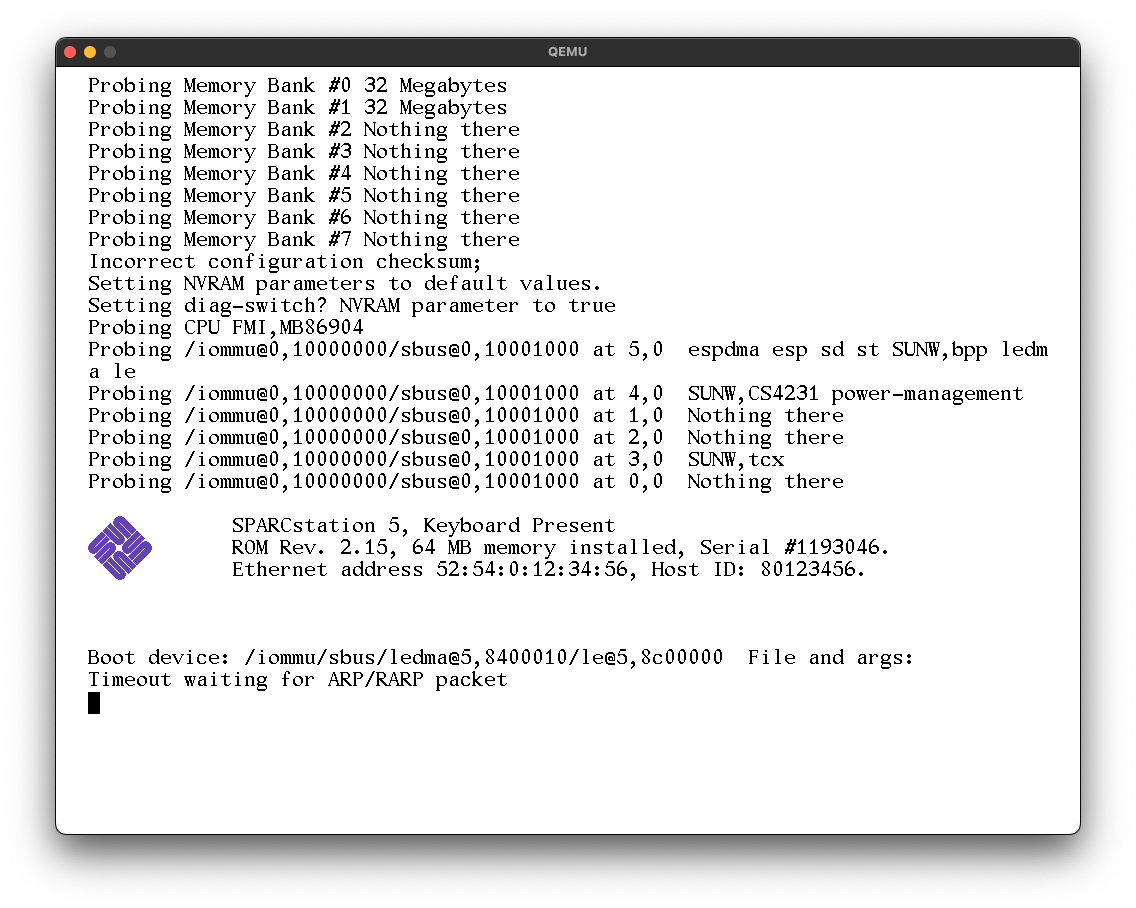 QEMU
Probing Memory Bank #0 32 Megabytes
Probing Memory Bank #1 32 Megabytes
Probing Memory Bank #2 Nothing there
Probing Memory Bank #3 Nothing there
Probing Memory Bank #4 Nothing there
Probing Memory Bank #5 Nothing there
Probing Memory Bank #6 Nothing there
Probing Memory Bank #7 Nothing there
Incorrect configuration checksum;
Setting NVRAM parameters to default values.
Setting diag-switch? NVRAM parameter to true
Probing CPU FMI,MB86904
Probing /iommu@0,10000000/sbus@0,10001000 at 5,0  espdma esp sd st SUNW,bpp ledm
a le
Probing /iommu@0,10000000/sbus@0,10001000 at 4,0  SUNW,CS4231 power-management
Probing /iommu@0,10000000/sbus@0,10001000 at 1,0  Nothing there
Probing /iommu@0,10000000/sbus@0,10001000 at 2,0  Nothing there
Probing /iommu@0,10000000/sbus@0,10001000 at 3,0  SUNW,tcx
Probing /iommu@0,10000000/sbus@0,10001000 at 0,0  Nothing there
SPARCstation 5, Keyboard Present
ROM Rev. 2.15, 64 MB memory installed, Serial #1193046.
Ethernet address 52:54:0:12:34:56, Host ID: 80123456.
Boot device: /iommu/sbus/ledma@5,8400010/le@5,8c00000  File and args:
Timeout waiting for ARP/RARP packet